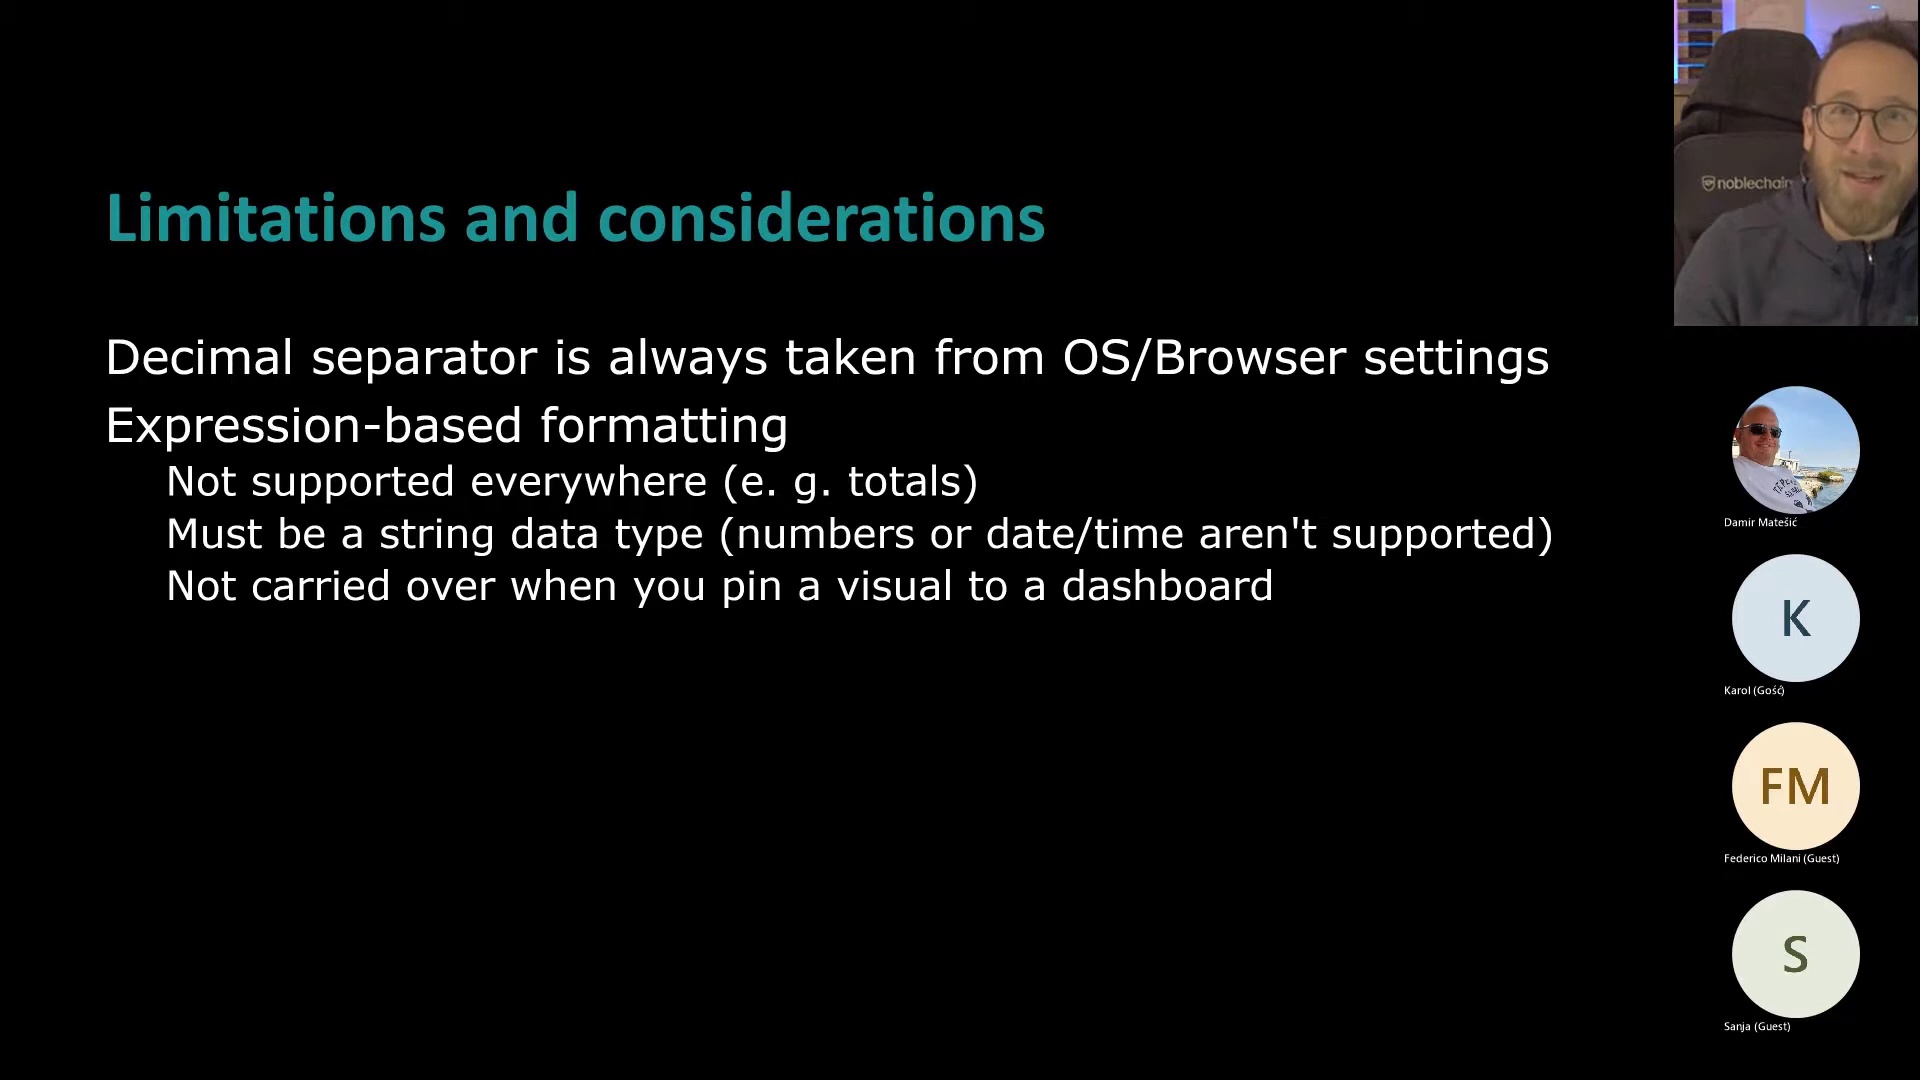 Limitations and considerations
Decimal separator is always taken from OS/Browser settings
Expression-based formatting
Not supported everywhere (e. g. totals)
Must be a string data type (numbers or date/time aren't supported)
Not carried over when you pin a visual to a dashboard
noblechair
Damir Matešić
K
Karol (Gość)
FM
Federico Milani (Guest)
S
Sanja (Guest)